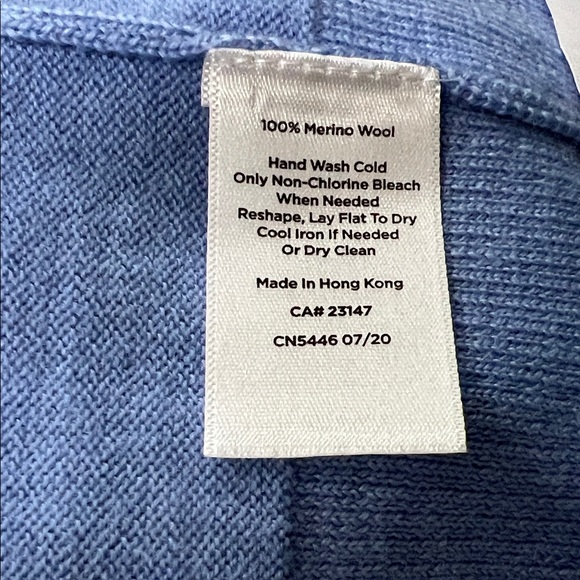 100% Merino Wool
Hand Wash Cold
Only Non-Chlorine Bleach
When Needed
Reshape, Lay Flat To Dry
Cool Iron If Needed
Or Dry Clean
Made In Hong Kong
CA# 23147
CN5446 07/20